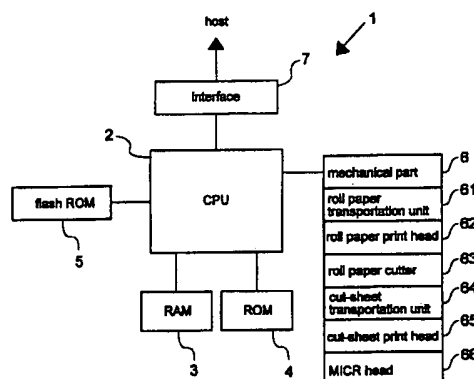 host
1
7
interface
2
6
CPU
mechanical part
61
roll paper
transportation unit
62
flash ROM
roll paper print head
63
5
roll paper cutter
64
cut-sheet
transportation unit
65
RAM
ROM
cut-sheet print head
66
3
4
MICR head